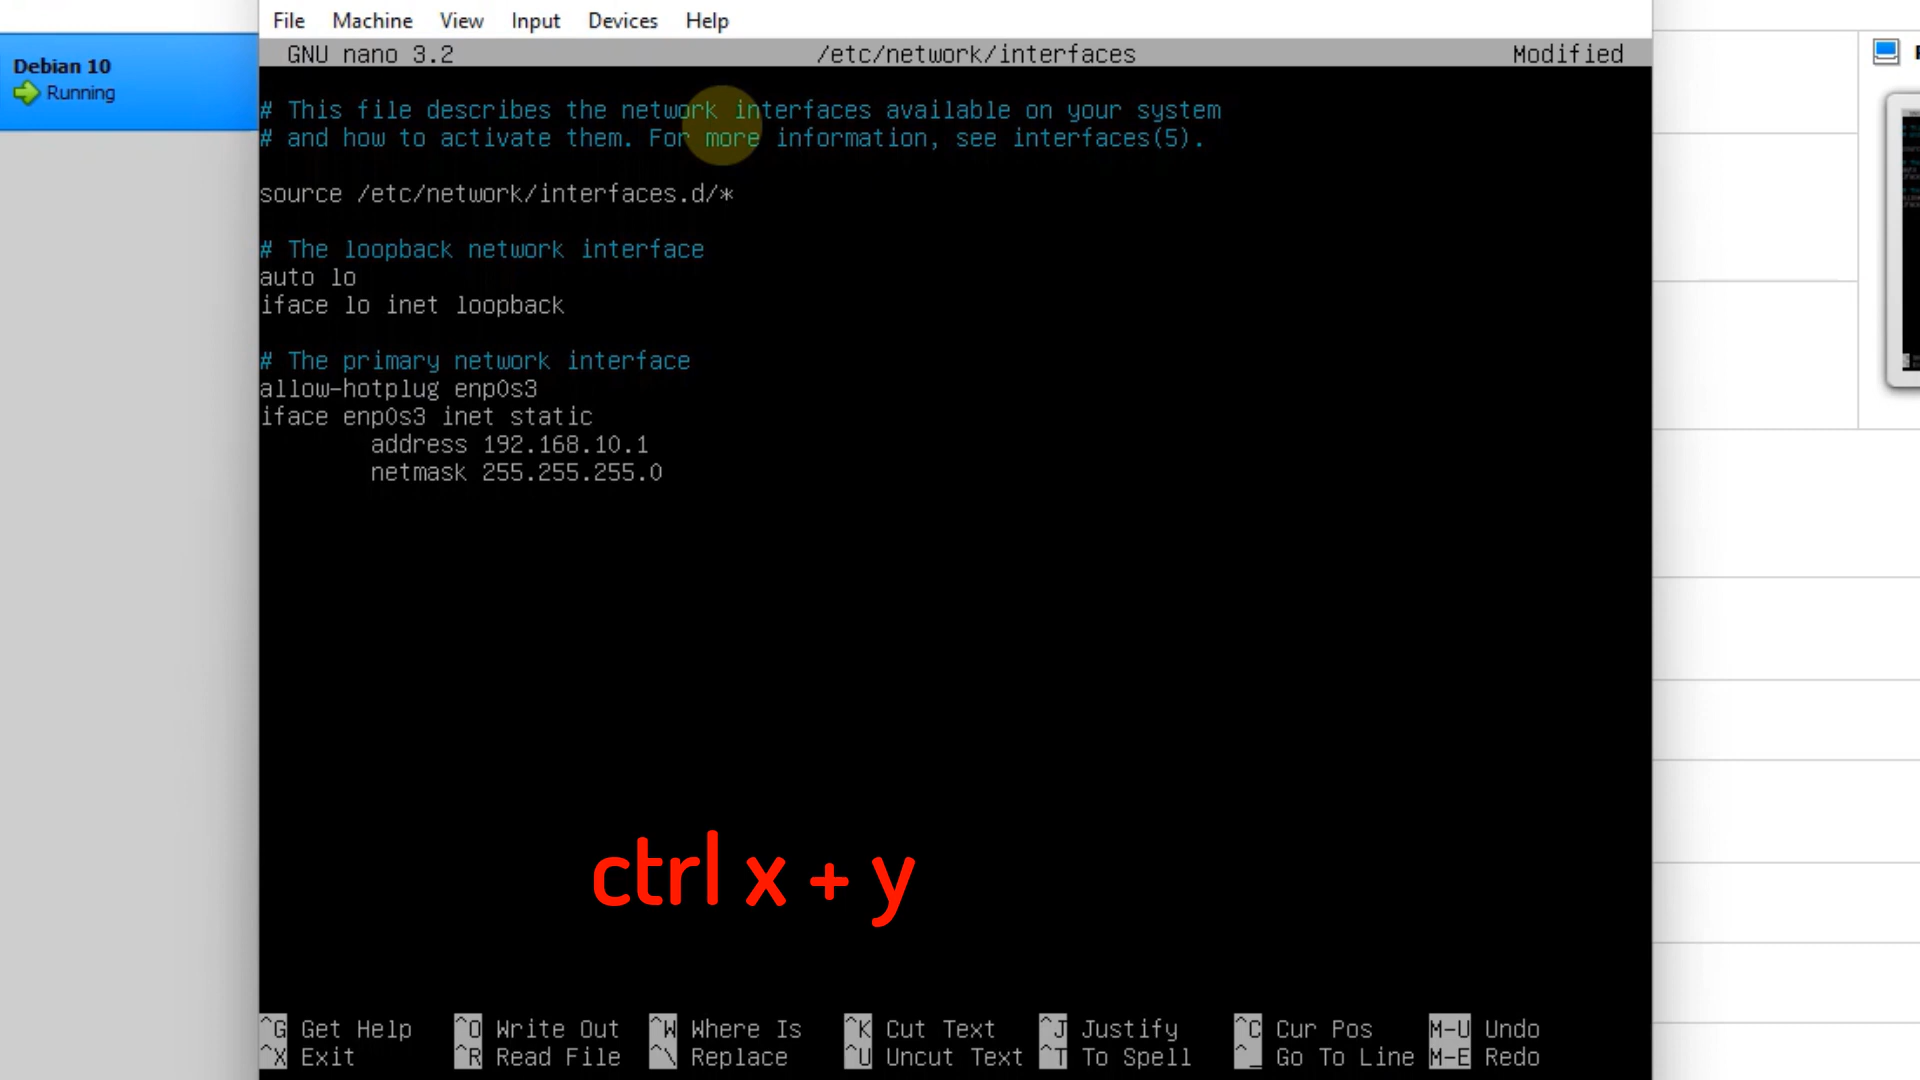 File Machine View Input Devices Help
GNU nano 3.2 /etc/network/interfaces Modified
Debian 10
Running
# This file describes the network interfaces available on your system
# and how to activate them. For more information, see interfaces(5).
source /etc/network/interfaces.d/*
# The loopback network interface
auto lo
iface lo inet loopback
# The primary network interface
allow-hotplug enp0s3
iface enp0s3 inet static
address 192.168.10.1
netmask 255.255.255.0
ctrl x + y
^G Get Help ^O Write Out ^W Where Is ^K Cut Text ^J Justify ^C Cur Pos M-U Undo
^X Exit ^R Read File ^\ Replace ^U Uncut Text ^T To Spell ^_ Go To Line M-E Redo